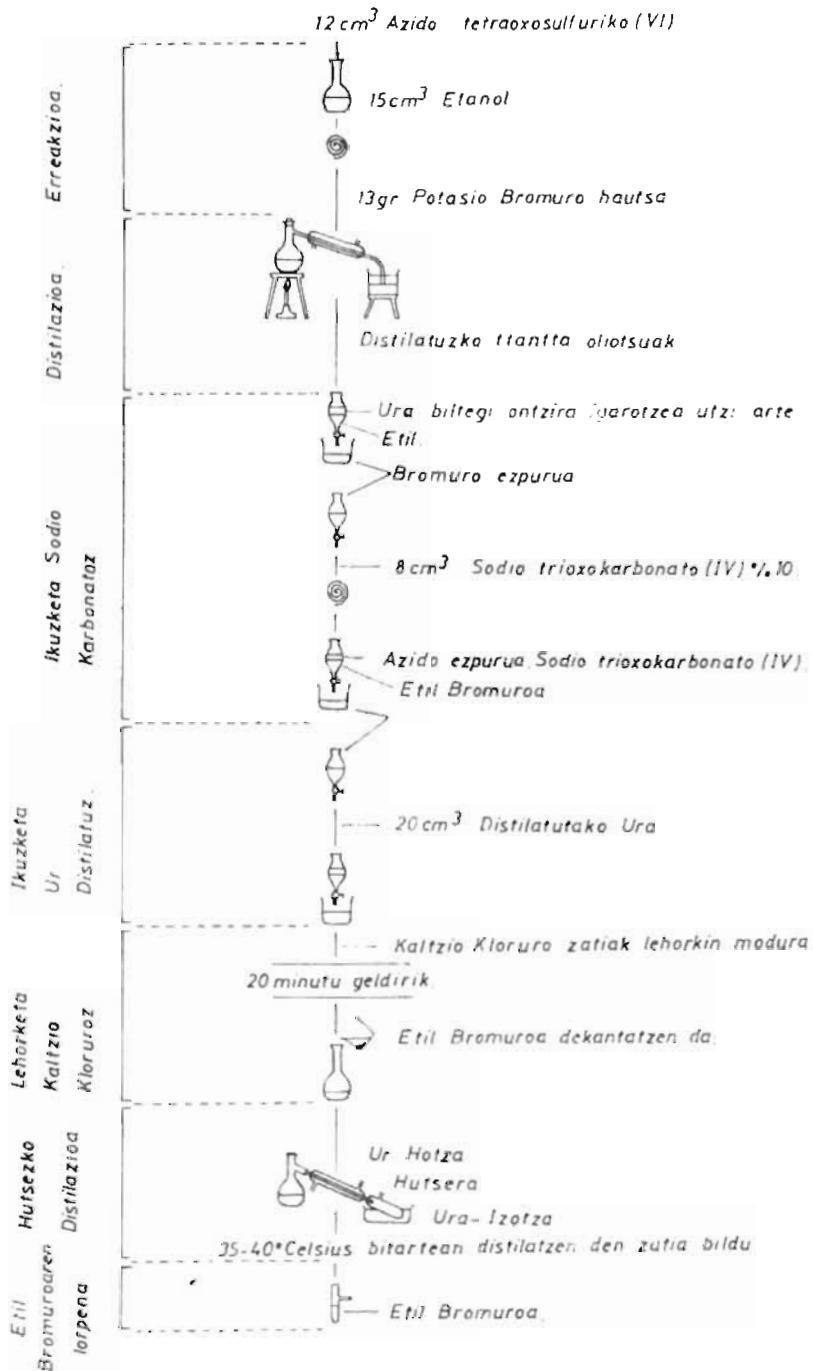 12 cm³ Azido tetraoxosulfuriko (VI)
Erreakzioa.
15cm³ Etanol
13gr Potasio Bromuro hautsa
Distilazioa.
Distilatuzko ttantta oliotsuak
Ikuzketa Sodio
Karbonatoz
Ura biltegi ontzira igarotzea utzi arte
Etil.
Bromuro ezpurua
8 cm³ Sodio trioxokarbonato (IV) %10
Azido ezpurua, Sodio trioxokarbonato (IV).
Etil Bromuroa
Ikuzketa
Ur
Distilatuz
20 cm³ Distilatutako Ura
Lehorketa
Kaltzio
Kloruroz
Kaltzio Kloruro zatiak lehorkin modura
20 minutu geldirik.
Etil Bromuroa dekantatzen da.
Hutsezko
Distilazioa
Ur Hotza
Hutsera
Ura-Izotza
35-40° Celsius bitartean distilatzen den zatia bildu
Etil
Bromuroaren
lorpena
Etil Bromuroa.